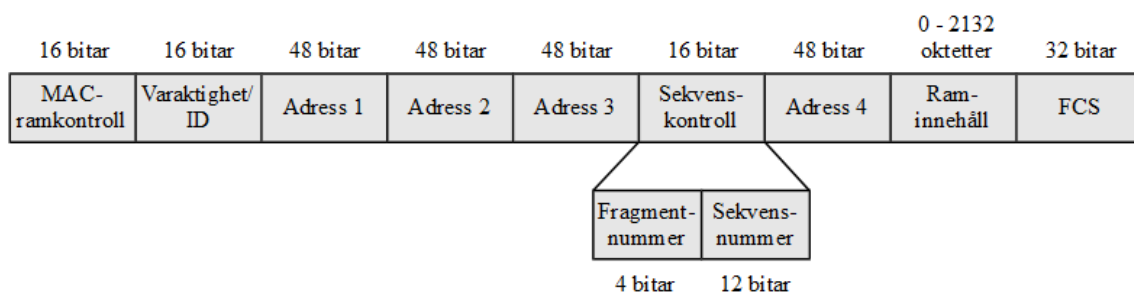 0 - 2132
16 bitar 16 bitar 48 bitar 48 bitar 48 bitar 16 bitar 48 bitar oktetter 32 bitar
MAC-
ramkontroll
Varaktighet/
ID
Adress 1
Adress 2
Adress 3
Sekvens-
kontroll
Adress 4
Ram-
innehåll
FCS
Fragment-
nummer
Sekvens-
nummer
4 bitar 12 bitar